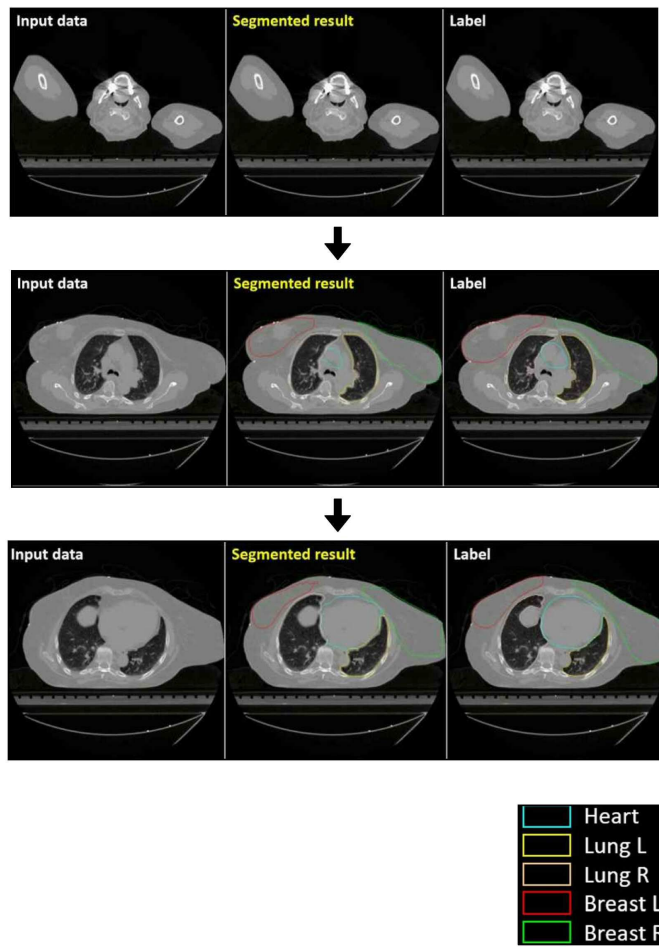 Input data Segmented result Label
Input data Segmented result Label
Input data Segmented result Label
Heart
Lung L
Lung R
Breast L
Breast R